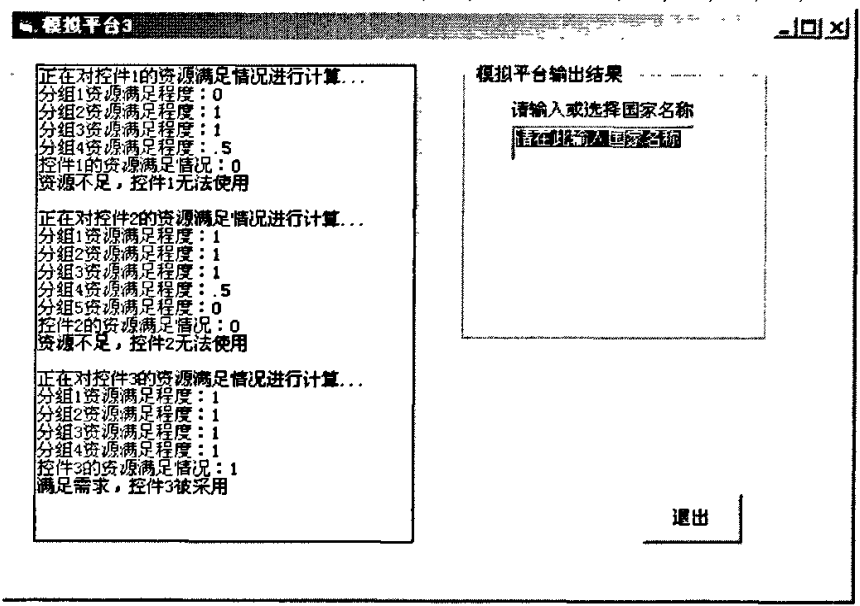 模拟平台3
正在对控件1的资源满足情况进行计算...
分组1资源满足程度：0
分组2资源满足程度：1
分组3资源满足程度：1
分组4资源满足程度：.5
控件1的资源满足情况：0
资源不足，控件1无法使用
正在对控件2的资源满足情况进行计算...
分组1资源满足程度：1
分组2资源满足程度：1
分组3资源满足程度：1
分组4资源满足程度：.5
分组5资源满足程度：0
控件2的资源满足情况：0
资源不足，控件2无法使用
正在对控件3的资源满足情况进行计算...
分组1资源满足程度：1
分组2资源满足程度：1
分组3资源满足程度：1
分组4资源满足程度：1
控件3的资源满足情况：1
满足需求，控件3被采用
模拟平台输出结果
请输入或选择国家名称
请在此输入国家名称
退出